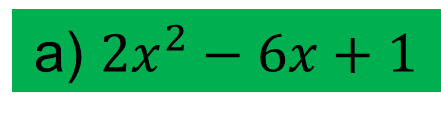 a) 2x² − 6x + 1